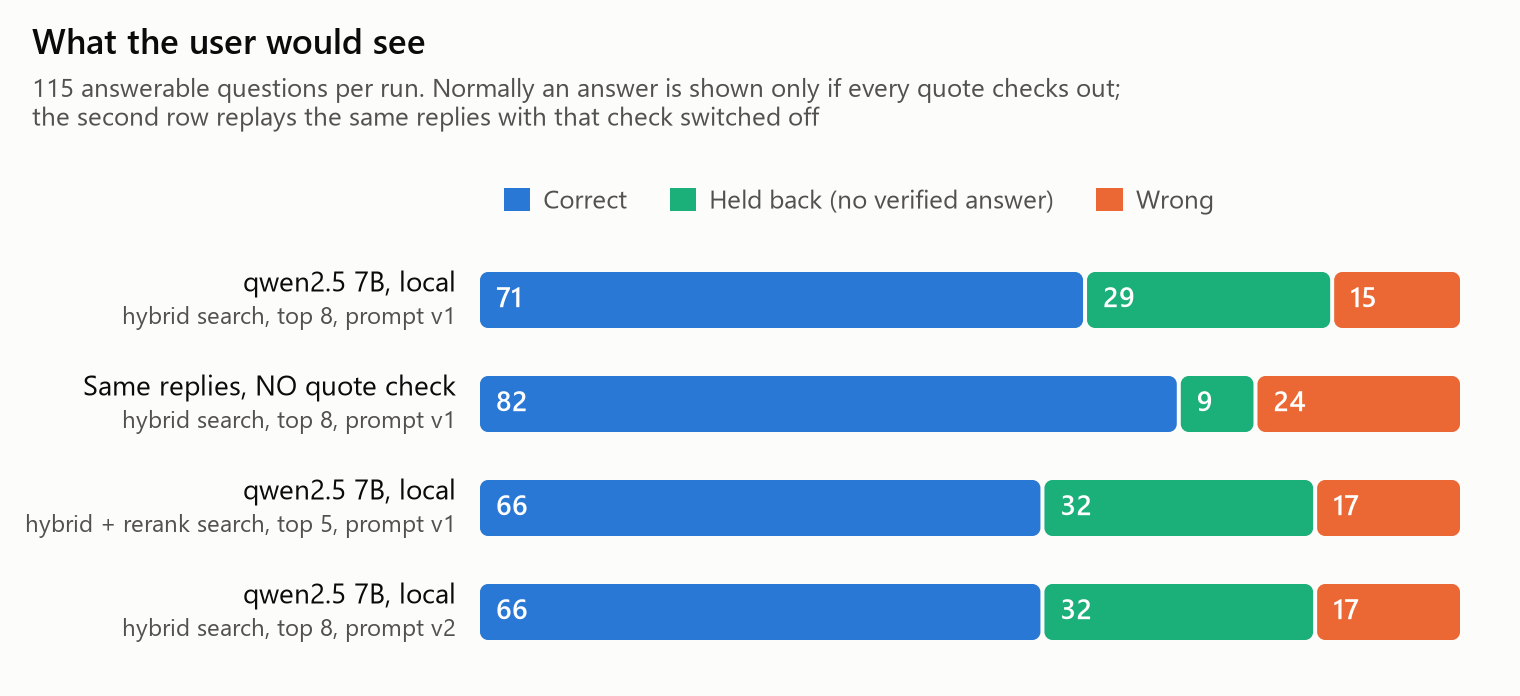 What the user would see
115 answerable questions per run. Normally an answer is shown only if every quote checks out;
the second row replays the same replies with that check switched off
Correct
Held back (no verified answer)
Wrong
qwen2.5 7B, local
hybrid search, top 8, prompt v1
71
29
15
Same replies, NO quote check
hybrid search, top 8, prompt v1
82
9
24
qwen2.5 7B, local
hybrid + rerank search, top 5, prompt v1
66
32
17
qwen2.5 7B, local
hybrid search, top 8, prompt v2
66
32
17